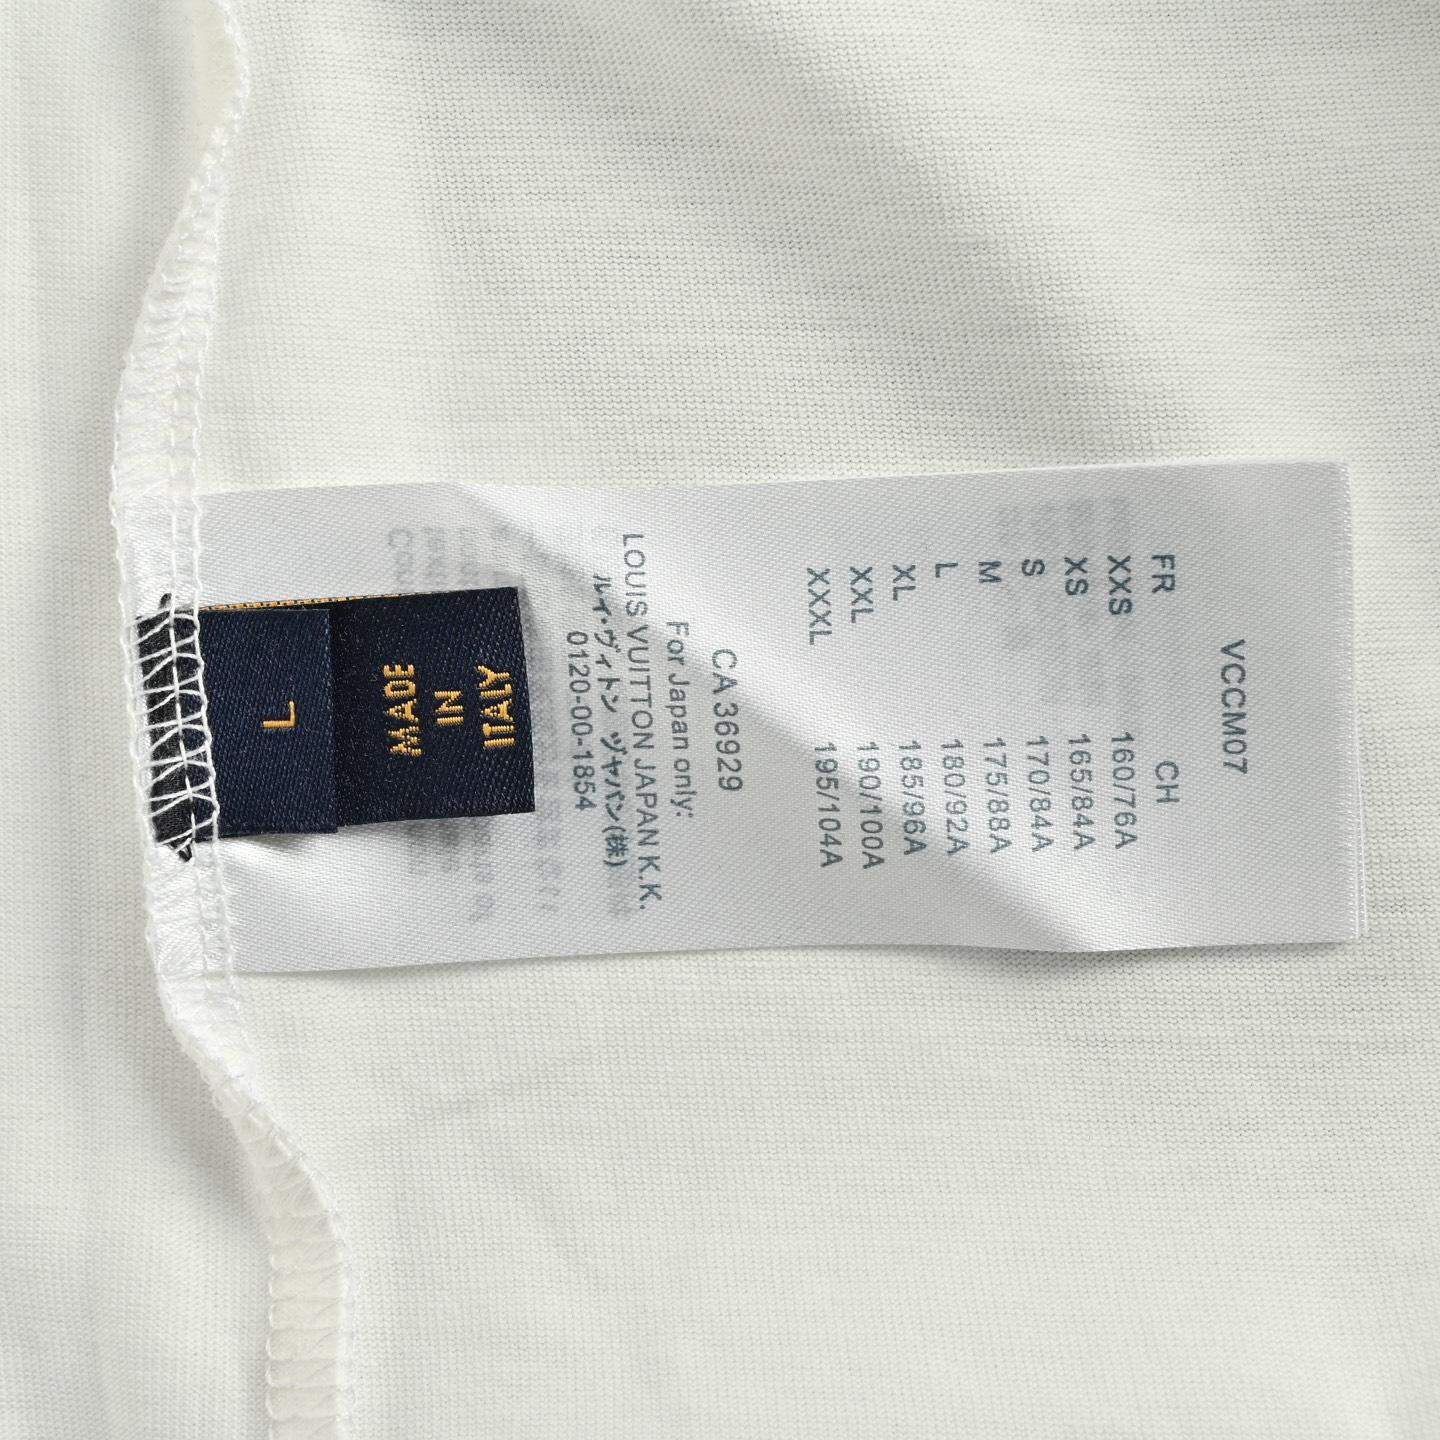 VCCM07
FR CH
XXS 160/76A
XS 165/84A
S 170/84A
M 175/88A
L 180/92A
XL 185/96A
XXL 190/100A
XXXL 195/104A
CA 36929
For Japan only:
LOUIS VUITTON JAPAN K.K.
ルイ・ヴィトン ジャパン(株)
0120-00-1854
L
MADE
IN
ITALY